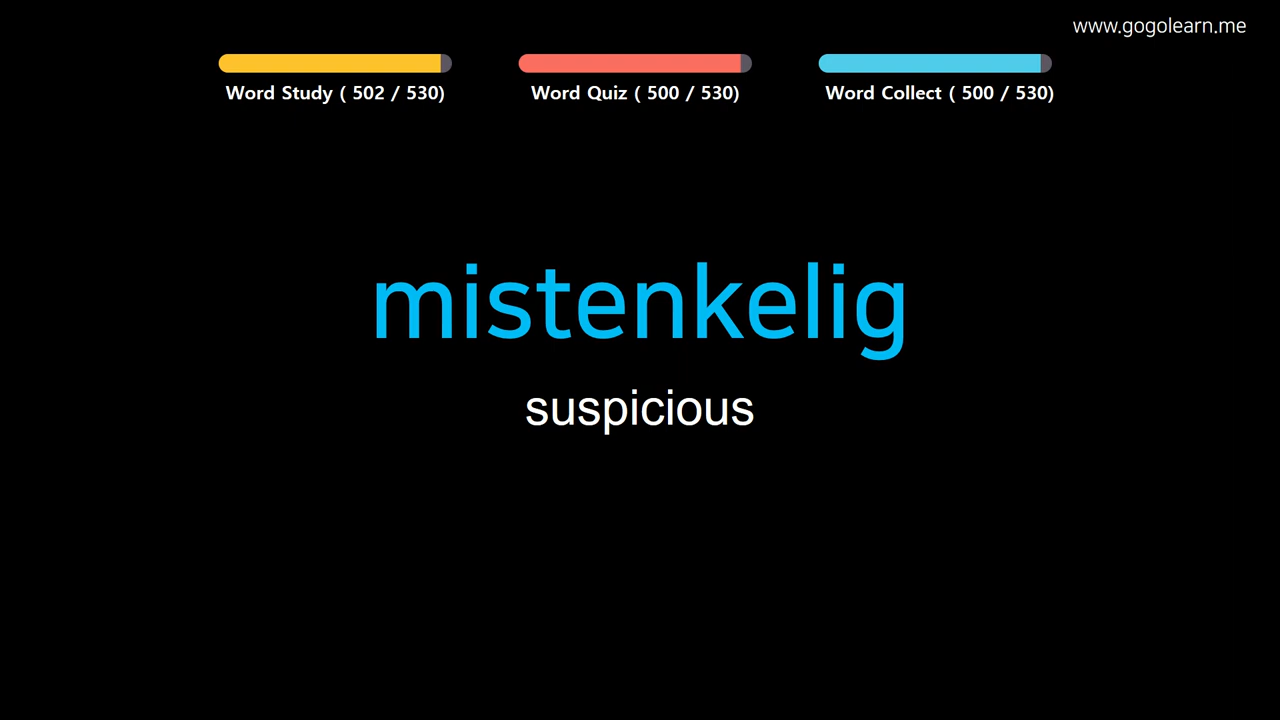 www.gogolearn.me
Word Study ( 502 / 530)
Word Quiz ( 500 / 530)
Word Collect ( 500 / 530)
mistenkelig
suspicious